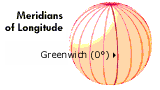 Meridians
of Longitude
Greenwich (0°)